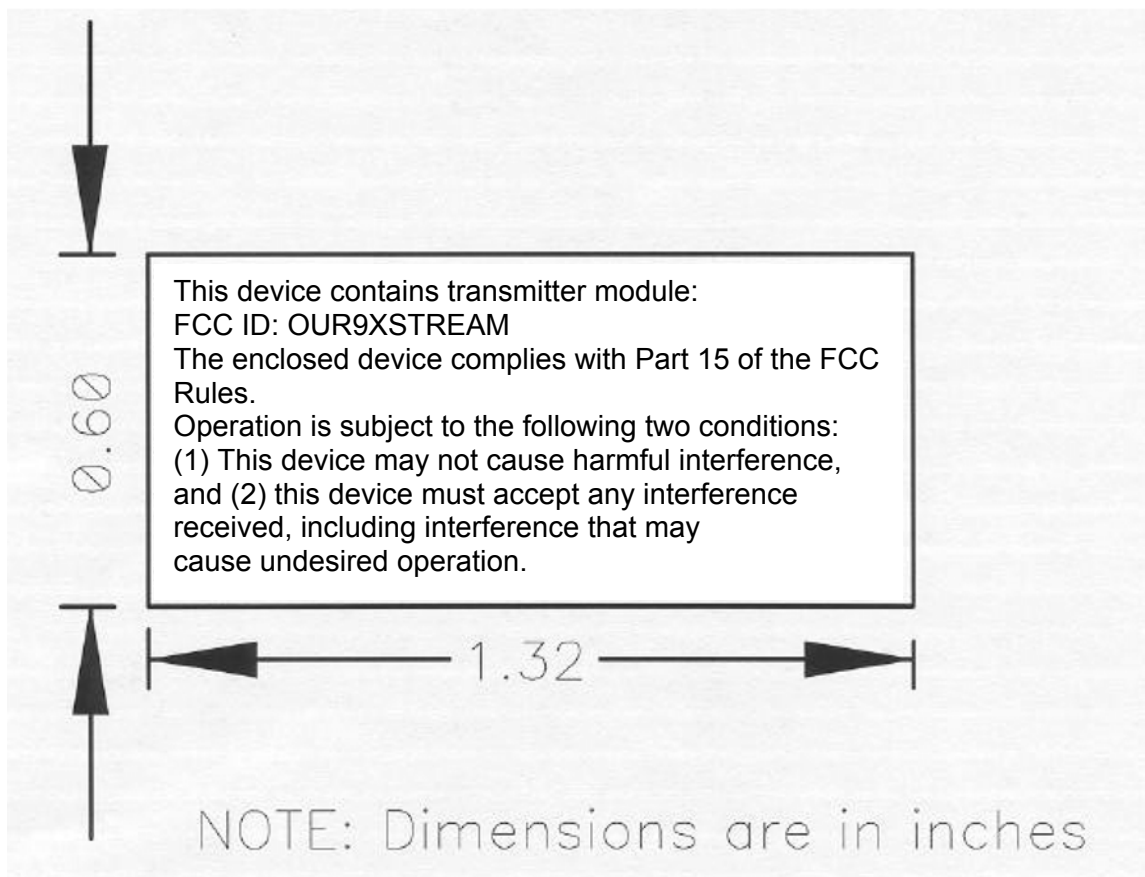 This device contains transmitter module:
FCC ID: OUR9XSTREAM
The enclosed device complies with Part 15 of the FCC
Rules.
Operation is subject to the following two conditions:
(1) This device may not cause harmful interference,
and (2) this device must accept any interference
received, including interference that may
cause undesired operation.
0.60
1.32
NOTE: Dimensions are in inches